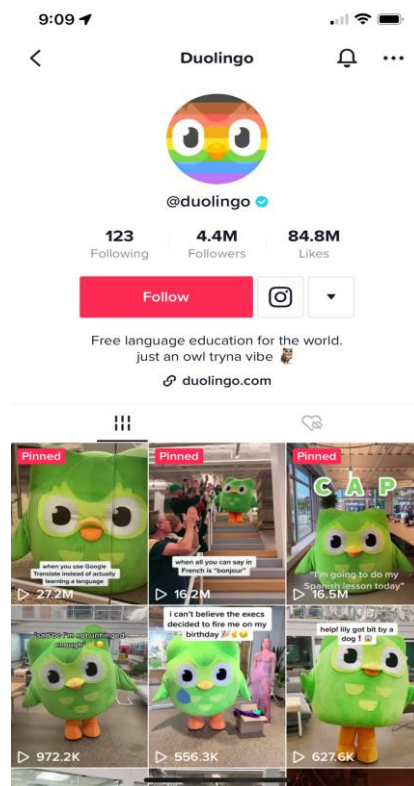 9:09
Duolingo
@duolingo
123
4.4M
84.8M
Following
Followers
Likes
Follow
Free language education for the world.
just an owl tryna vibe 🦉
duolingo.com
Pinned
Pinned
Pinned
when you use Google
Translate instead of actually
learning a language
27.2M
when all you can say in
French is "bonjour"
16.2M
CAP
"I'm going to do my
Spanish lesson today"
16.5M
enough"
972.2K
i can't believe the execs
decided to fire me on my
birthday
556.3K
help! lily got bit by a
dog
627.6K